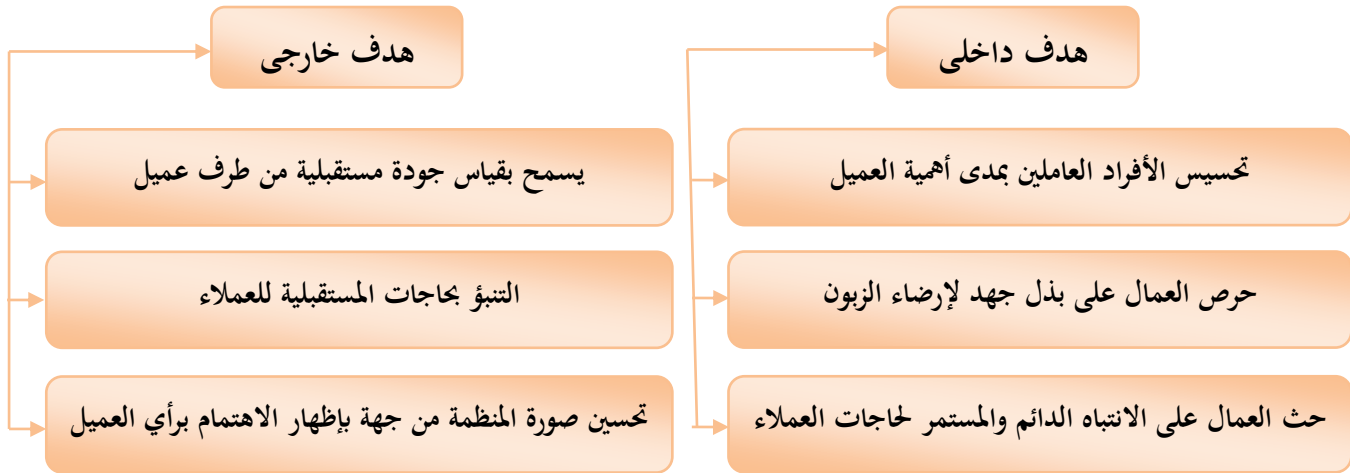 هدف داخلى
تحسيس الأفراد العاملين بمدى أهمية العميل
حرص العمال على بذل جهد لإرضاء الزبون
حث العمال على الانتباه الدائم والمستمر لحاجات العملاء
هدف خارجى
يسمح بقياس جودة مستقبلية من طرف عميل
التنبؤ بحاجات المستقبلية للعملاء
تحسين صورة المنظمة من جهة بإظهار الاهتمام برأي العميل